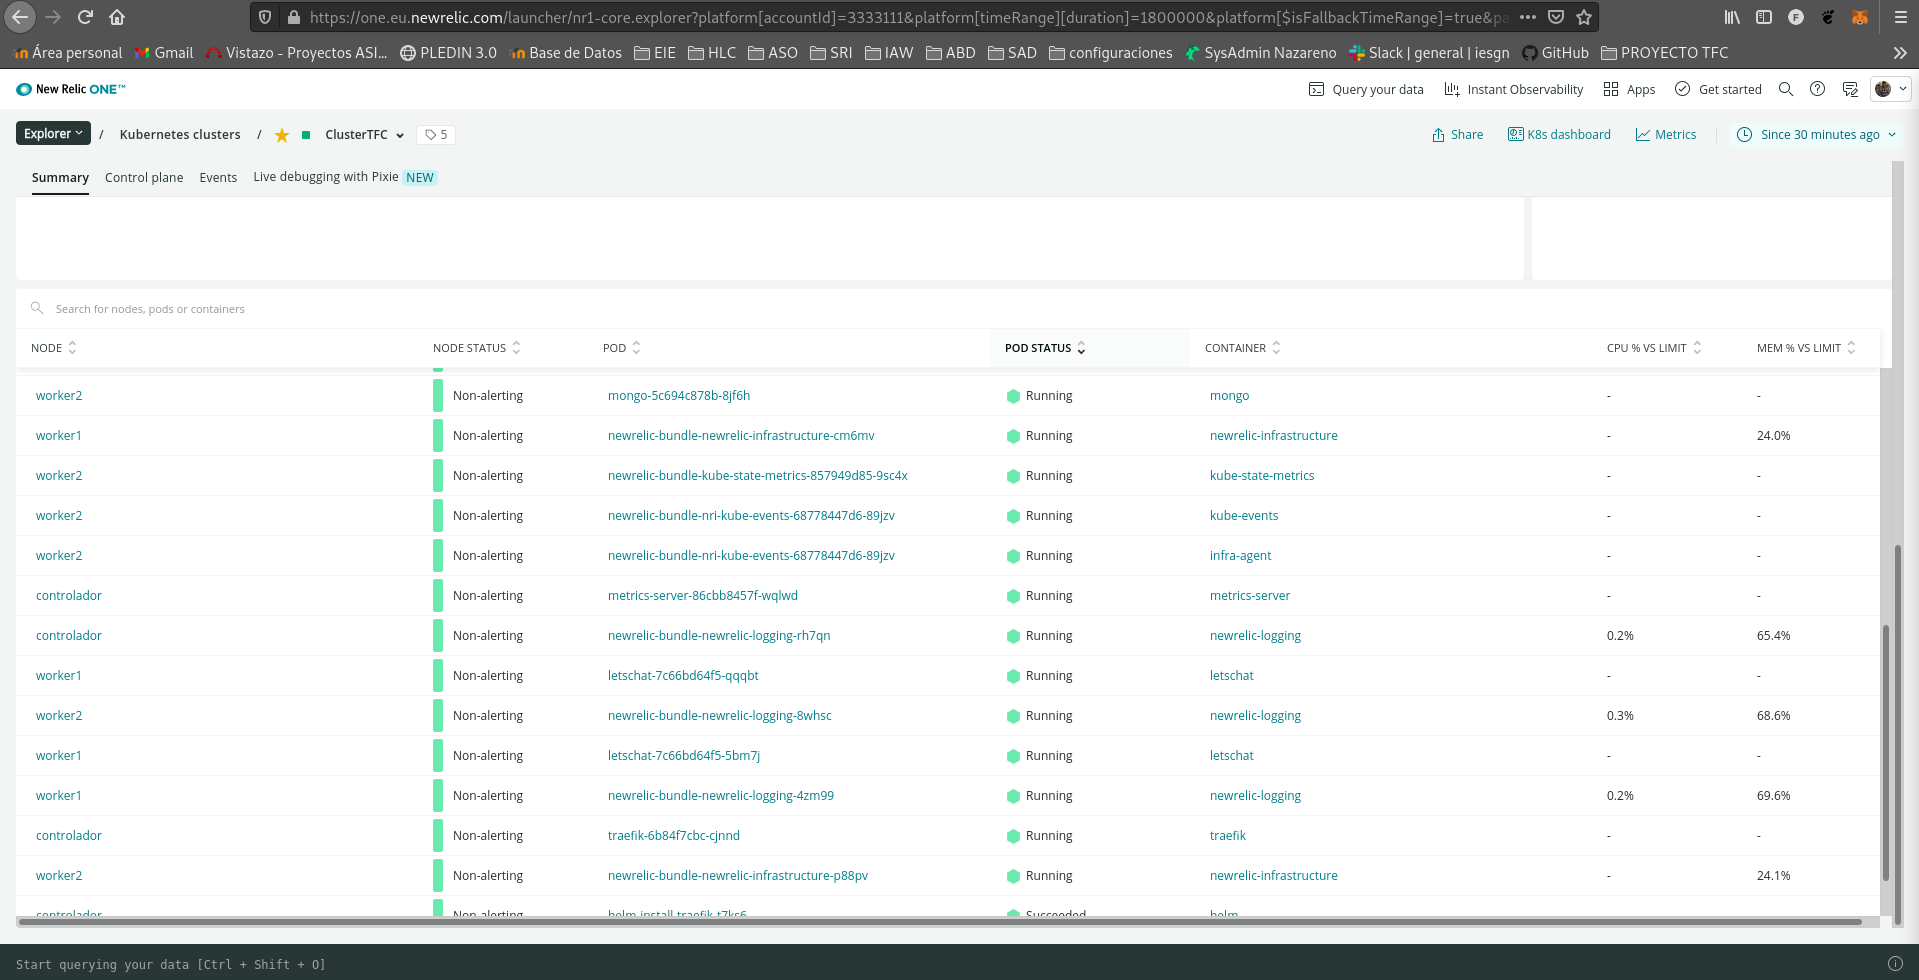 https://one.eu.newrelic.com/launcher/nr1-core.explorer?platform[accountId]=3333111&platform[timeRange][duration]=1800000&platform[$isFallbackTimeRange]=true&pa
Área personal Gmail Vistazo - Proyectos ASI... PLEDIN 3.0 Base de Datos EIE HLC ASO SRI IAW ABD SAD configuraciones SysAdmin Nazareno Slack | general | iesgn GitHub PROYECTO TFC
New Relic ONE™ Query your data Instant Observability Apps Get started
Explorer / Kubernetes clusters / ClusterTFC 5 Share K8s dashboard Metrics Since 30 minutes ago
Summary Control plane Events Live debugging with Pixie NEW
Search for nodes, pods or containers
NODE NODE STATUS POD POD STATUS CONTAINER CPU % VS LIMIT MEM % VS LIMIT
worker2 Non-alerting mongo-5c694c878b-8jf6h Running mongo - -
worker1 Non-alerting newrelic-bundle-newrelic-infrastructure-cm6mv Running newrelic-infrastructure - 24.0%
worker2 Non-alerting newrelic-bundle-kube-state-metrics-857949d85-9sc4x Running kube-state-metrics - -
worker2 Non-alerting newrelic-bundle-nri-kube-events-68778447d6-89jzv Running kube-events - -
worker2 Non-alerting newrelic-bundle-nri-kube-events-68778447d6-89jzv Running infra-agent - -
controlador Non-alerting metrics-server-86cbb8457f-wqlwd Running metrics-server - -
controlador Non-alerting newrelic-bundle-newrelic-logging-rh7qn Running newrelic-logging 0.2% 65.4%
worker1 Non-alerting letschat-7c66bd64f5-qqqbt Running letschat - -
worker2 Non-alerting newrelic-bundle-newrelic-logging-8whsc Running newrelic-logging 0.3% 68.6%
worker1 Non-alerting letschat-7c66bd64f5-5bm7j Running letschat - -
worker1 Non-alerting newrelic-bundle-newrelic-logging-4zm99 Running newrelic-logging 0.2% 69.6%
controlador Non-alerting traefik-6b84f7cbc-cjnnd Running traefik - -
worker2 Non-alerting newrelic-bundle-newrelic-infrastructure-p88pv Running newrelic-infrastructure - 24.1%
controlador Non-alerting helm-install-traefik-t7ks6 Succeeded helm
Start querying your data [Ctrl + Shift + O]